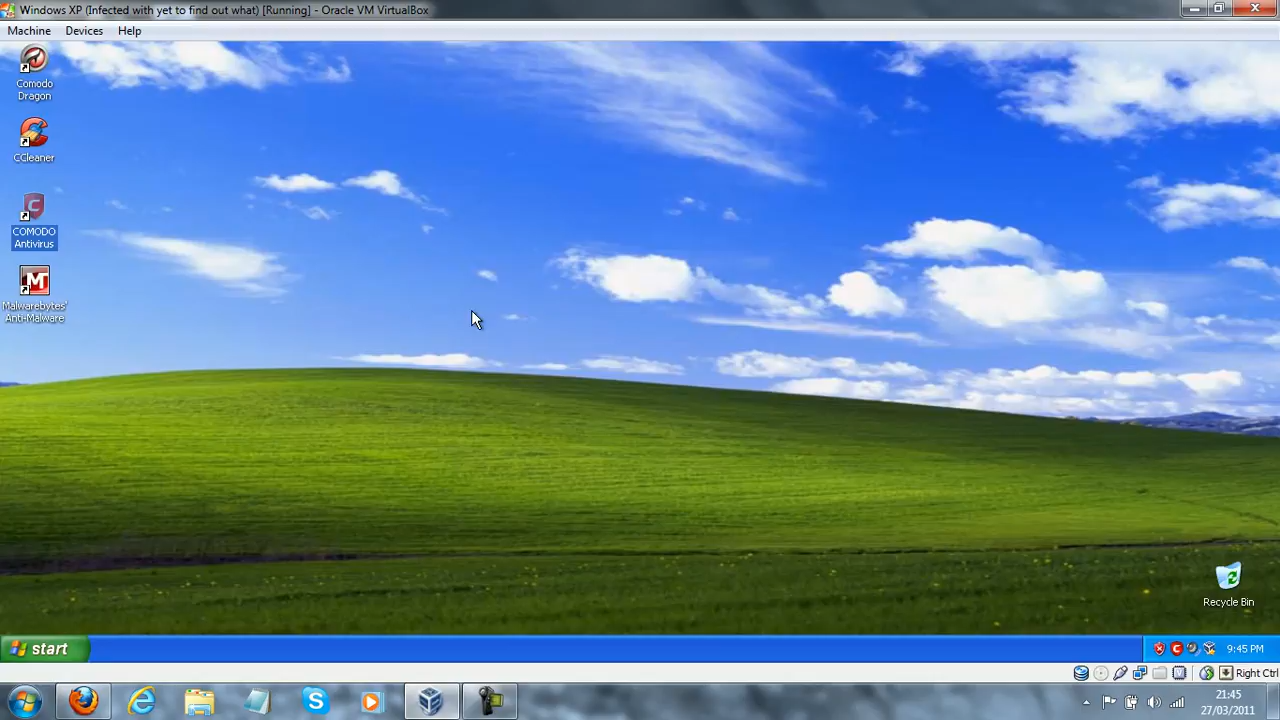 Windows XP (Infected with yet to find out what) [Running] - Oracle VM VirtualBox
Machine Devices Help
Comodo
Dragon
CCleaner
COMODO
Antivirus
Malwarebytes'
Anti-Malware
Recycle Bin
start
9:45 PM
Right Ctrl
21:45
27/03/2011